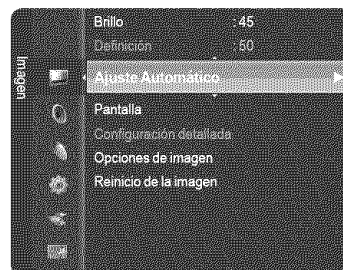 Imagen
Brillo : 45
Definición : 50
Ajuste Automático
Pantalla
Configuración detallada
Opciones de imagen
Reinicio de la imagen